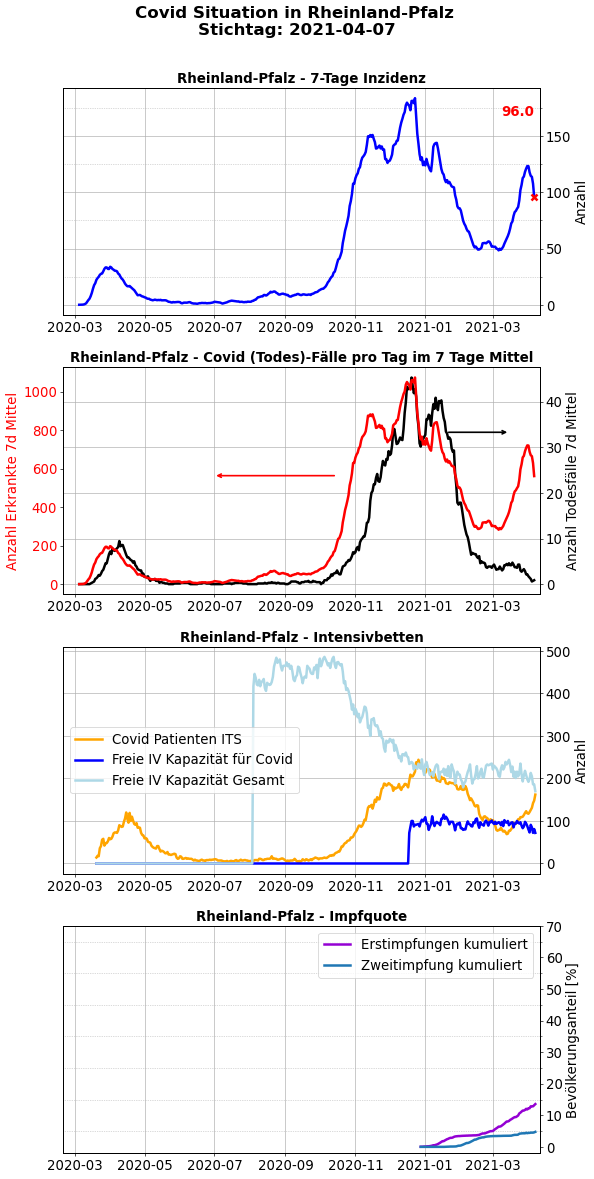 Covid Situation in Rheinland-Pfalz
Stichtag: 2021-04-07
Rheinland-Pfalz - 7-Tage Inzidenz
96.0
150
100
50
0
Anzahl
2020-03 2020-05 2020-07 2020-09 2020-11 2021-01 2021-03
Rheinland-Pfalz - Covid (Todes)-Fälle pro Tag im 7 Tage Mittel
Anzahl Erkrankte 7d Mittel
1000
800
600
400
200
0
40
30
20
10
0
Anzahl Todesfälle 7d Mittel
2020-03 2020-05 2020-07 2020-09 2020-11 2021-01 2021-03
Rheinland-Pfalz - Intensivbetten
Covid Patienten ITS
Freie IV Kapazität für Covid
Freie IV Kapazität Gesamt
500
400
300
200
100
0
Anzahl
2020-03 2020-05 2020-07 2020-09 2020-11 2021-01 2021-03
Rheinland-Pfalz - Impfquote
Erstimpfungen kumuliert
Zweitimpfung kumuliert
70
60
50
40
30
20
10
0
Bevölkerungsanteil [%]
2020-03 2020-05 2020-07 2020-09 2020-11 2021-01 2021-03